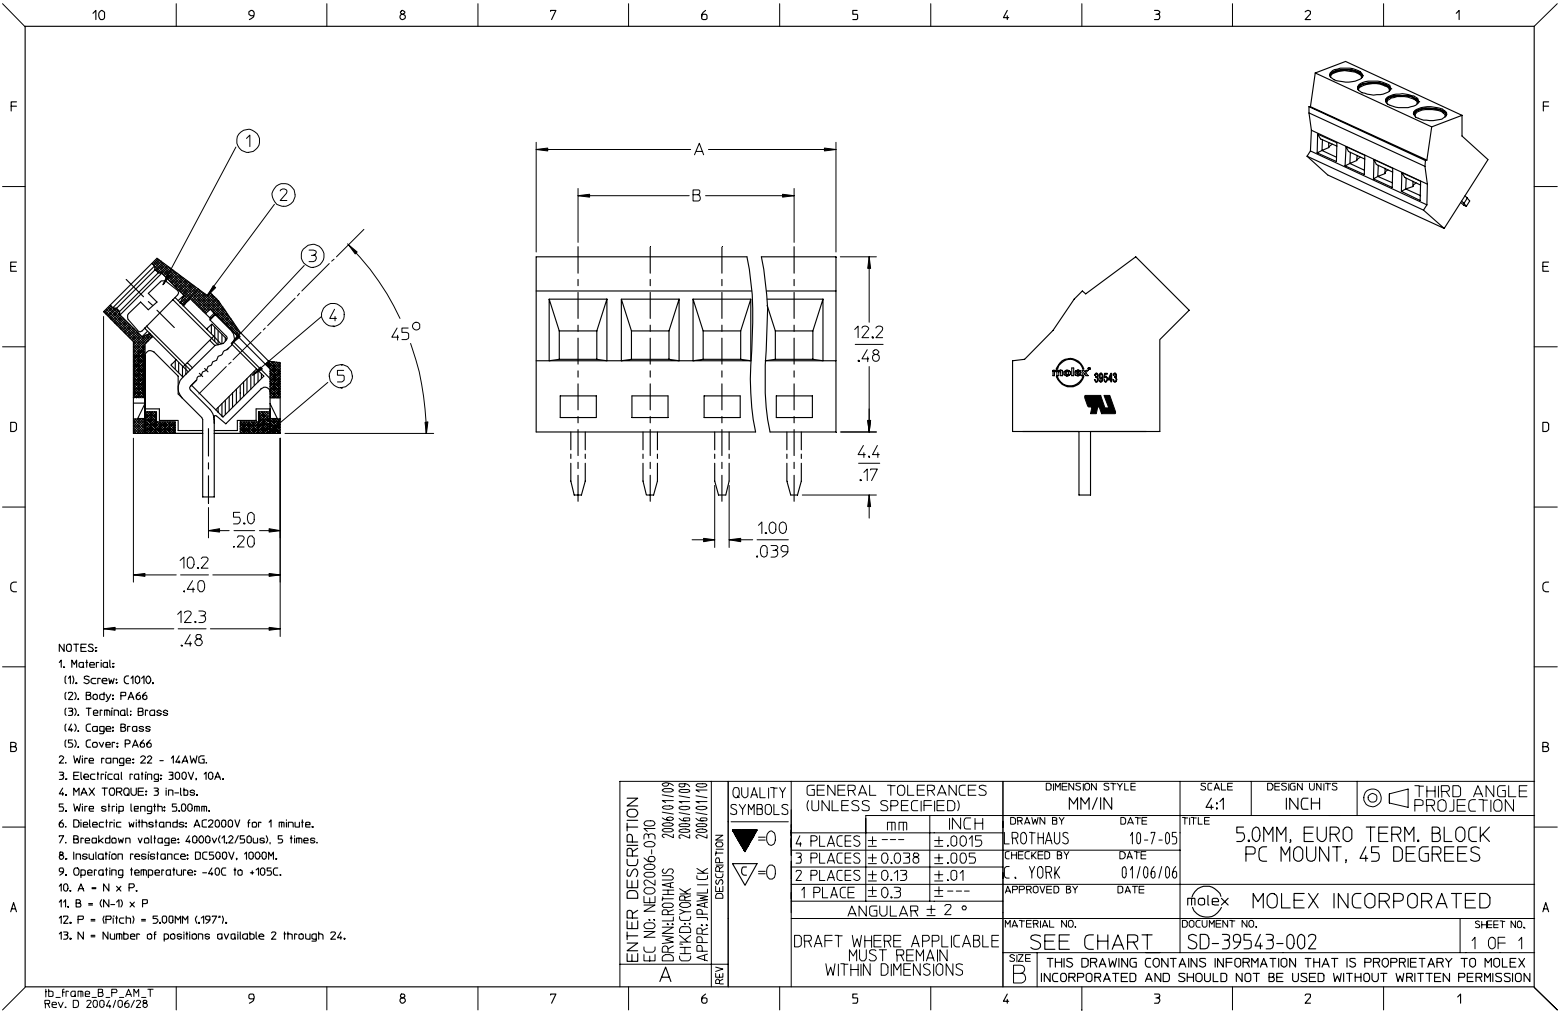 10 9 8 7 6 5 4 3 2 1
F F
E E
D D
C C
B B
A A
1
2
3
4
5
45°
A
B
12.2
.48
4.4
.17
1.00
.039
5.0
.20
10.2
.40
12.3
.48
molex 39543
NOTES:
1. Material:
(1). Screw: C1010.
(2). Body: PA66
(3). Terminal: Brass
(4). Cage: Brass
(5). Cover: PA66
2. Wire range: 22 - 14AWG.
3. Electrical rating: 300V, 10A.
4. MAX TORQUE: 3 in-lbs.
5. Wire strip length: 5.00mm.
6. Dielectric withstands: AC2000V for 1 minute.
7. Breakdown voltage: 4000v(1.2/50us), 5 times.
8. Insulation resistance: DC500V, 1000M.
9. Operating temperature: -40C to +105C.
10. A = N x P.
11. B = (N-1) x P
12. P = (Pitch) = 5.00MM (.197").
13. N = Number of positions available 2 through 24.
ENTER DESCRIPTION
EC NO: NEO2006-0310
DRWN:LROTHAUS 2006/01/09
CH'KD:CYORK 2006/01/09
APPR:JPAWLICK 2006/01/10
A
DESCRIPTION
REV
QUALITY
SYMBOLS
=0
C =0
GENERAL TOLERANCES
(UNLESS SPECIFIED)
mm INCH
4 PLACES ±--- ±.0015
3 PLACES ±0.038 ±.005
2 PLACES ±0.13 ±.01
1 PLACE ±0.3 ±---
ANGULAR ± 2 °
DRAFT WHERE APPLICABLE
MUST REMAIN
WITHIN DIMENSIONS
DIMENSION STYLE
MM/IN
SCALE
4:1
DESIGN UNITS
INCH
THIRD ANGLE
PROJECTION
DRAWN BY DATE
LROTHAUS 10-7-05
CHECKED BY DATE
C. YORK 01/06/06
APPROVED BY DATE
TITLE
5.0MM, EURO TERM. BLOCK
PC MOUNT, 45 DEGREES
molex MOLEX INCORPORATED
MATERIAL NO.
SEE CHART
DOCUMENT NO.
SD-39543-002
SHEET NO.
1 OF 1
SIZE
B
THIS DRAWING CONTAINS INFORMATION THAT IS PROPRIETARY TO MOLEX
INCORPORATED AND SHOULD NOT BE USED WITHOUT WRITTEN PERMISSION
tb_frame_B_P_AM_T
Rev. D 2004/06/28
9 8 7 6 5 4 3 2 1